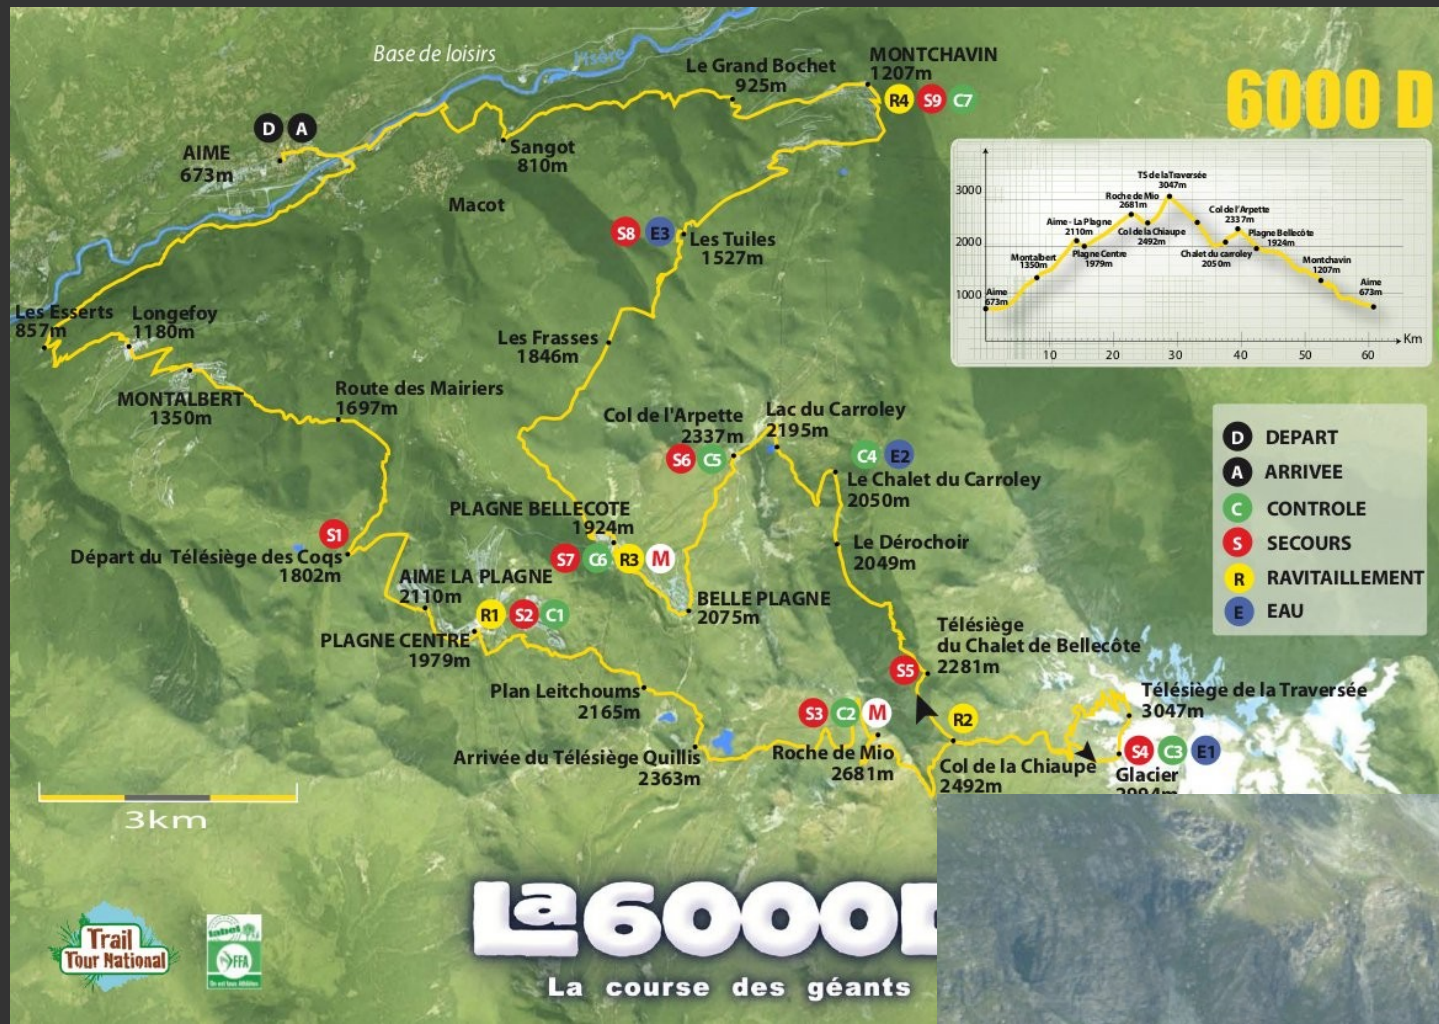 Base de loisirs
l'Isère
Le Grand Bochet
925m
MONTCHAVIN
1207m
R4 S9 C7
6000 D
D A
AIME
673m
Sangot
810m
Macot
S8 E3
Les Tuiles
1527m
TS de la Traversée
3047m
3000
Roche de Mio
2681m
Col de l'Arpette
2337m
Aime - La Plagne
2110m
Col de la Chiaupe
2492m
Plagne Bellecôte
1924m
2000
Plagne Centre
1979m
Chalet du carroley
2050m
Montalbert
1350m
Montchavin
1207m
Aime
673m
1000
Aime
673m
Km
10 20 30 40 50 60
Les Esserts
857m
Longefoy
1180m
Les Frasses
1846m
MONTALBERT
1350m
Route des Mairiers
1697m
Col de l'Arpette
2337m
S6 C5
Lac du Carroley
2195m
C4 E2
Le Chalet du Carroley
2050m
D DEPART
A ARRIVEE
C CONTROLE
S SECOURS
R RAVITAILLEMENT
E EAU
PLAGNE BELLECOTE
1924m
S7 C6 R3 M
S1
Départ du Télésiège des Coqs
1802m
Le Dérochoir
2049m
AIME LA PLAGNE
2110m
R1 S2 C1
BELLE PLAGNE
2075m
PLAGNE CENTRE
1979m
Télésiège
du Chalet de Bellecôte
2281m
S5
Plan Leitchoums
2165m
Télésiège de la Traversée
3047m
S3 C2 M
R2
Arrivée du Télésiège Quillis
2363m
Roche de Mio
2681m
Col de la Chiaupe
2492m
S4 C3 E1
Glacier
3km
La 6000
La course des géants
Trail
Tour National
label
FFA